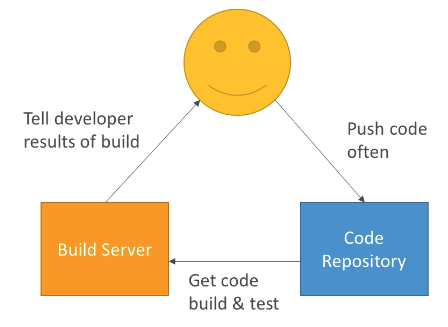 Tell developer
results of build
Push code
often
Build Server
Code
Repository
Get code
build & test